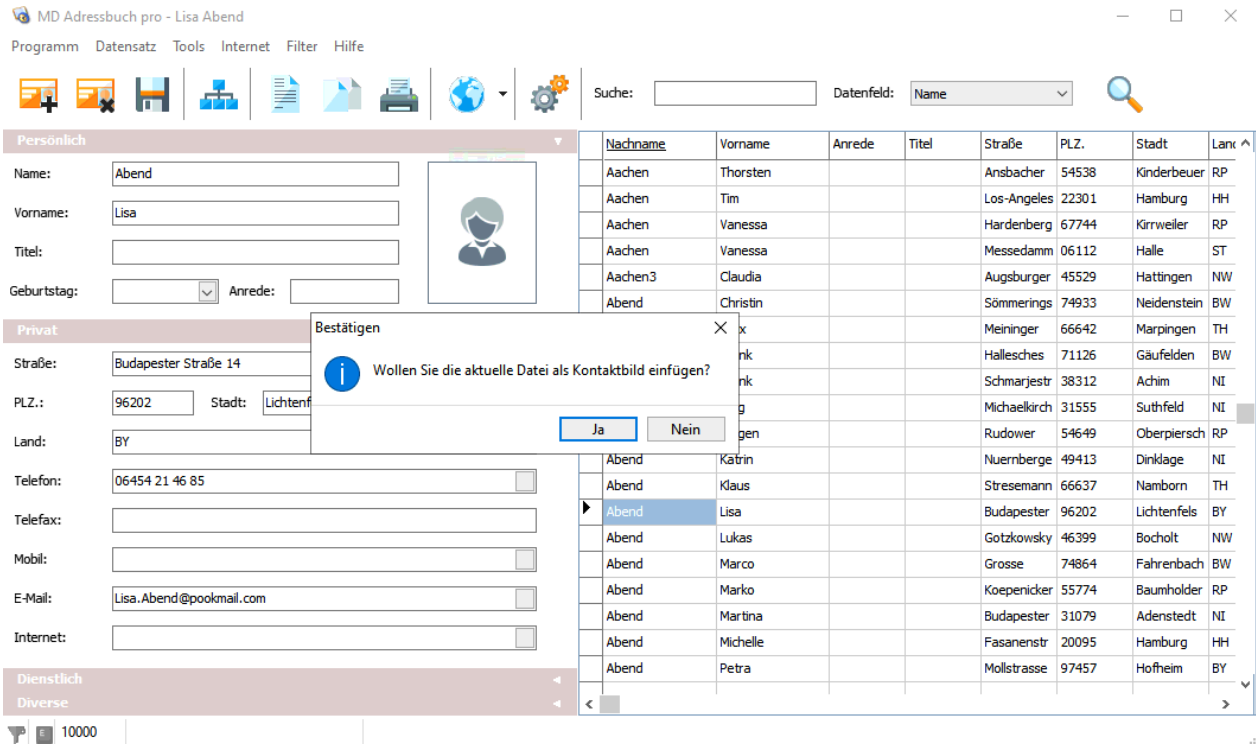 MD Adressbuch pro - Lisa Abend
Programm Datensatz Tools Internet Filter Hilfe
Suche: Datenfeld: Name
Persönlich
Name: Abend
Vorname: Lisa
Titel:
Geburtstag: Anrede:
Privat
Straße: Budapester Straße 14
PLZ.: 96202 Stadt:
Land: BY
Telefon: 06454 21 46 85
Telefax:
Mobil:
E-Mail: Lisa.Abend@pookmail.com
Internet:
Dienstlich
Diverse
E 10000
Bestätigen
Wollen Sie die aktuelle Datei als Kontaktbild einfügen?
Ja Nein
Nachname Vorname Anrede Titel Straße PLZ. Stadt Land
Aachen Thorsten Ansbacher 54538 Kinderbeuer RP
Aachen Tim Los-Angeles 22301 Hamburg HH
Aachen Vanessa Hardenberg 67744 Kirrweiler RP
Aachen Vanessa Messedamm 06112 Halle ST
Aachen3 Claudia Augsburger 45529 Hattingen NW
Abend Christin Sömmerings 74933 Neidenstein BW
x Meininger 66642 Marpingen TH
nk Hallesches 71126 Gäufelden BW
nk Schmarjestr 38312 Achim NI
g Michaelkirch 31555 Suthfeld NI
gen Rudower 54649 Oberpiersch RP
Abend Katrin Nuernberge 49413 Dinklage NI
Abend Klaus Stresemann 66637 Namborn TH
Abend Lisa Budapester 96202 Lichtenfels BY
Abend Lukas Gotzkowsky 46399 Bocholt NW
Abend Marco Grosse 74864 Fahrenbach BW
Abend Marko Koepenicker 55774 Baumholder RP
Abend Martina Budapester 31079 Adenstedt NI
Abend Michelle Fasanenstr 20095 Hamburg HH
Abend Petra Mollstrasse 97457 Hofheim BY